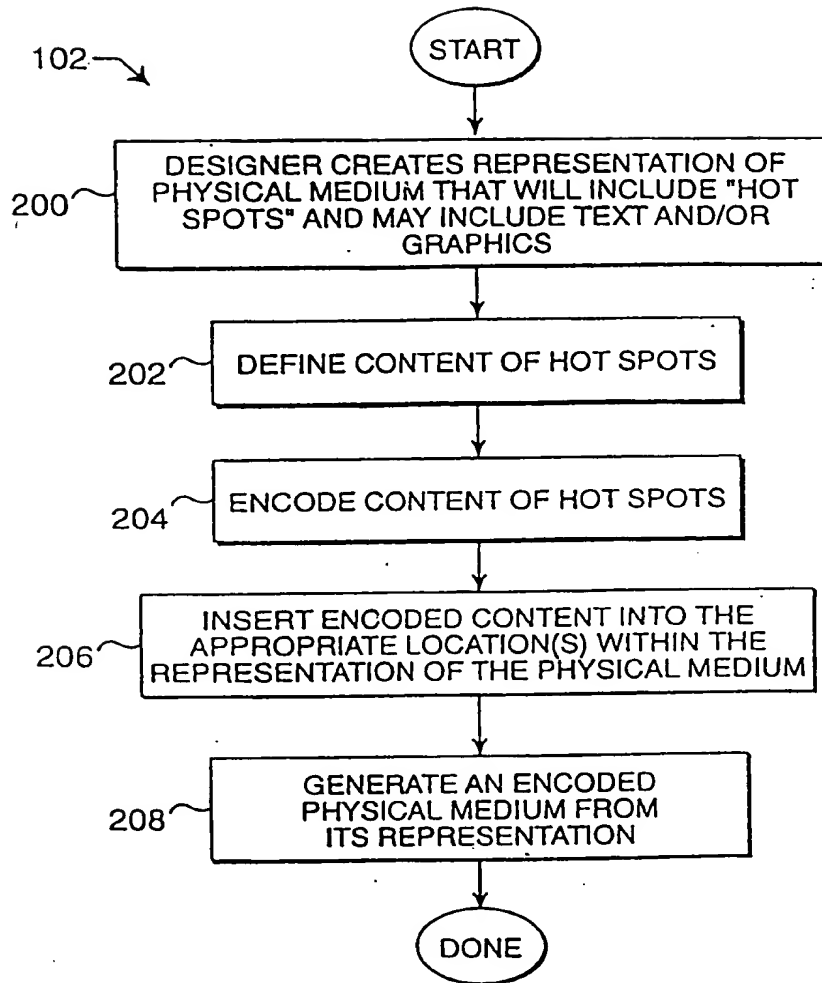 START
102
DESIGNER CREATES REPRESENTATION OF
PHYSICAL MEDIUM THAT WILL INCLUDE "HOT
SPOTS" AND MAY INCLUDE TEXT AND/OR
GRAPHICS
200
DEFINE CONTENT OF HOT SPOTS
202
ENCODE CONTENT OF HOT SPOTS
204
INSERT ENCODED CONTENT INTO THE
APPROPRIATE LOCATION(S) WITHIN THE
REPRESENTATION OF THE PHYSICAL MEDIUM
206
GENERATE AN ENCODED
PHYSICAL MEDIUM FROM
ITS REPRESENTATION
208
DONE